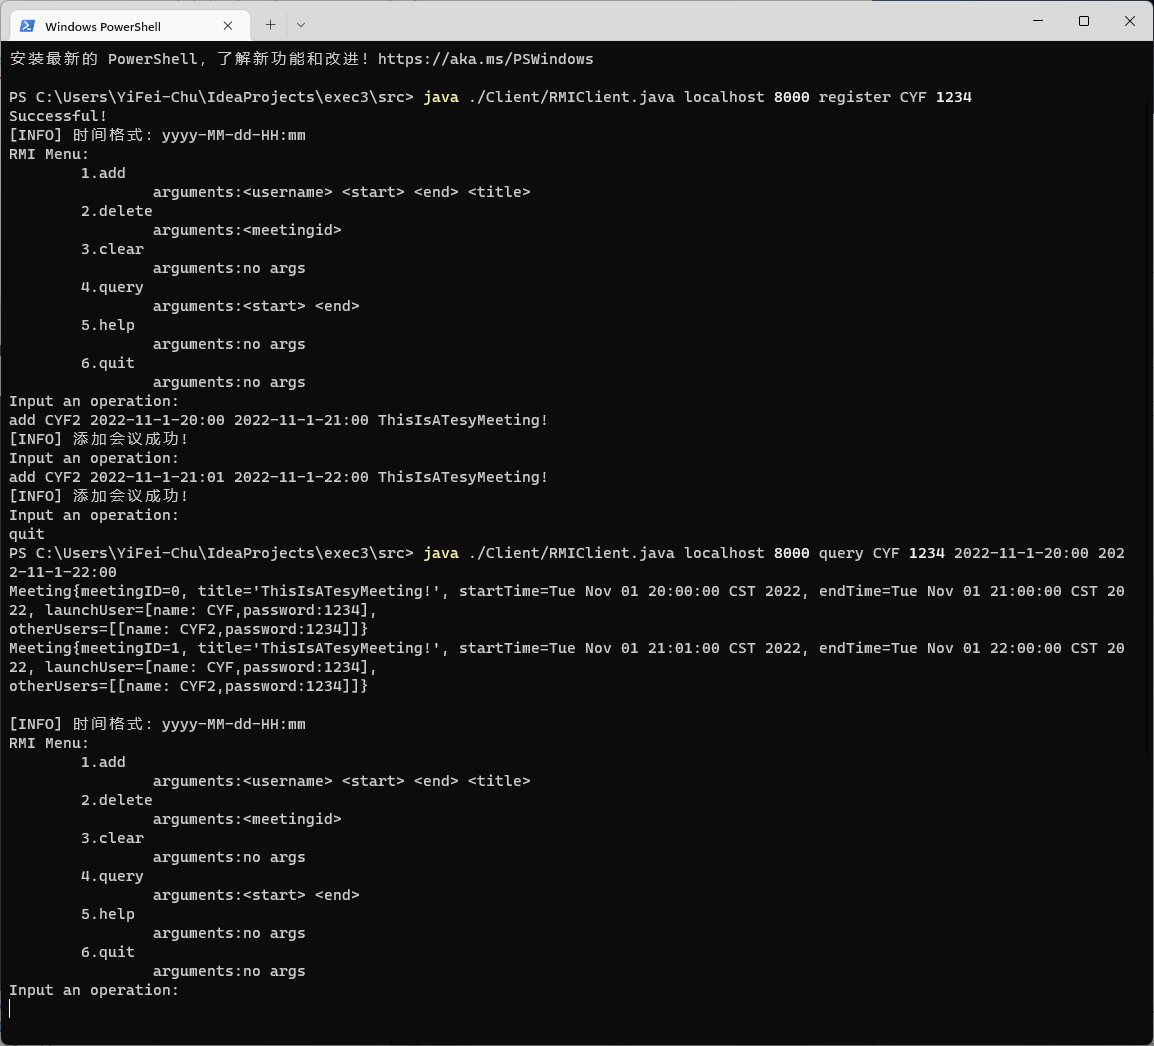 Windows PowerShell
安装最新的 PowerShell，了解新功能和改进！https://aka.ms/PSWindows
PS C:\Users\YiFei-Chu\IdeaProjects\exec3\src> java ./Client/RMIClient.java localhost 8000 register CYF 1234
Successful!
[INFO] 时间格式: yyyy-MM-dd-HH:mm
RMI Menu:
1.add
arguments:<username> <start> <end> <title>
2.delete
arguments:<meetingid>
3.clear
arguments:no args
4.query
arguments:<start> <end>
5.help
arguments:no args
6.quit
arguments:no args
Input an operation:
add CYF2 2022-11-1-20:00 2022-11-1-21:00 ThisIsATesyMeeting!
[INFO] 添加会议成功!
Input an operation:
add CYF2 2022-11-1-21:01 2022-11-1-22:00 ThisIsATesyMeeting!
[INFO] 添加会议成功!
Input an operation:
quit
PS C:\Users\YiFei-Chu\IdeaProjects\exec3\src> java ./Client/RMIClient.java localhost 8000 query CYF 1234 2022-11-1-20:00 202
2-11-1-22:00
Meeting{meetingID=0, title='ThisIsATesyMeeting!', startTime=Tue Nov 01 20:00:00 CST 2022, endTime=Tue Nov 01 21:00:00 CST 20
22, launchUser=[name: CYF,password:1234],
otherUsers=[[name: CYF2,password:1234]]}
Meeting{meetingID=1, title='ThisIsATesyMeeting!', startTime=Tue Nov 01 21:01:00 CST 2022, endTime=Tue Nov 01 22:00:00 CST 20
22, launchUser=[name: CYF,password:1234],
otherUsers=[[name: CYF2,password:1234]]}
[INFO] 时间格式: yyyy-MM-dd-HH:mm
RMI Menu:
1.add
arguments:<username> <start> <end> <title>
2.delete
arguments:<meetingid>
3.clear
arguments:no args
4.query
arguments:<start> <end>
5.help
arguments:no args
6.quit
arguments:no args
Input an operation: